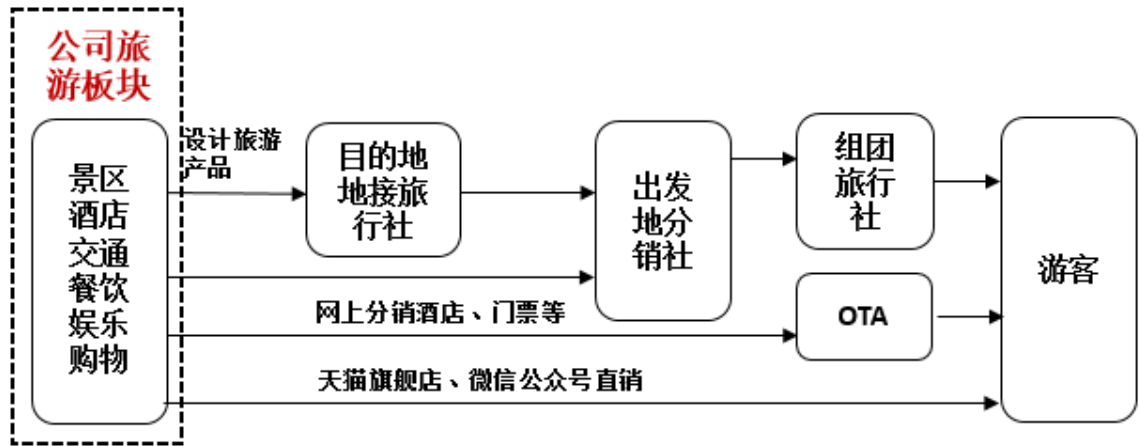 公司旅
游板块
景区
酒店
交通
餐饮
娱乐
购物
设计旅游
产品
目的地
地接旅
行社
出发
地分
销社
组团
旅行
社
网上分销酒店、门票等
OTA
天猫旗舰店、微信公众号直销
游客